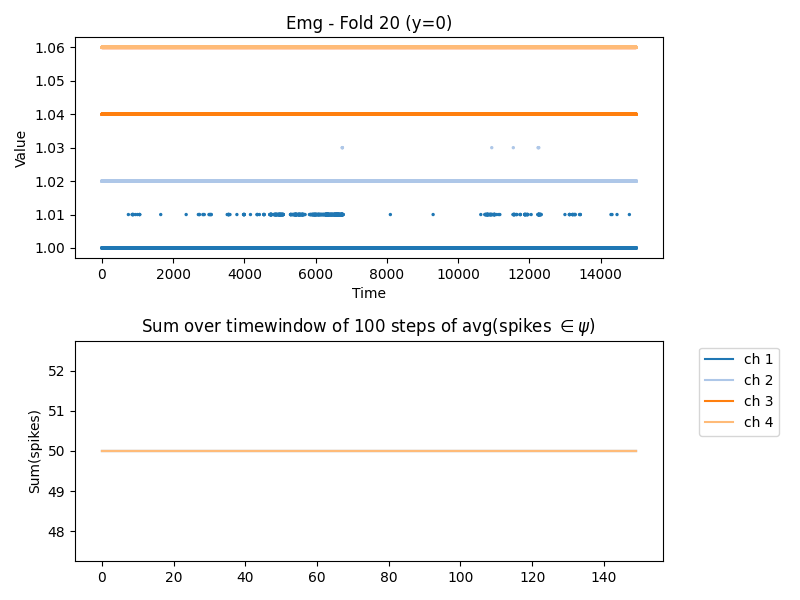 Emg - Fold 20 (y=0)
Value
1.06
1.05
1.04
1.03
1.02
1.01
1.00
0 2000 4000 6000 8000 10000 12000 14000
Time
Sum over timewindow of 100 steps of avg(spikes ∈ψ)
Sum(spikes)
52
51
50
49
48
0 20 40 60 80 100 120 140
ch 1
ch 2
ch 3
ch 4